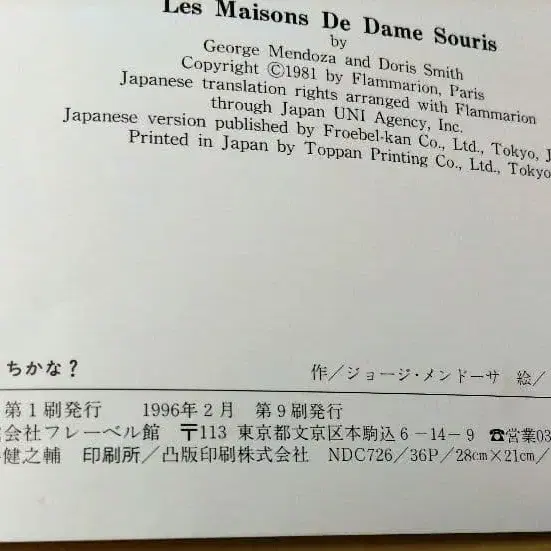 Les Maisons De Dame Souris
by
George Mendoza and Doris Smith
Copyright ©1981 by Flammarion, Paris
Japanese translation rights arranged with Flammarion
through Japan UNI Agency, Inc.
Japanese version published by Froebel-kan Co., Ltd., Tokyo, J
Printed in Japan by Toppan Printing Co., Ltd., Tokyo
ちかな?
作/ジョージ・メンドーサ 絵/
第1刷発行 1996年2月 第9刷発行
会社フレーベル館 〒113 東京都文京区本駒込6-14-9 ☎営業03
健之輔 印刷所/凸版印刷株式会社 NDC726/36P/28cm×21cm/